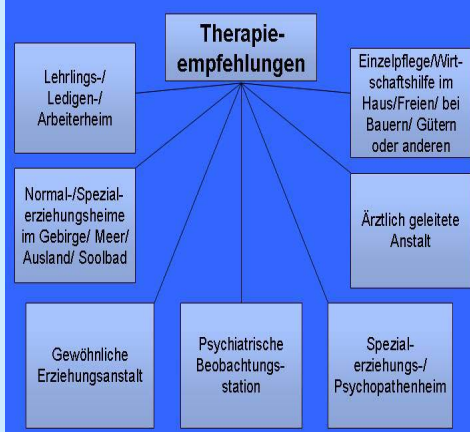 Therapie-
empfehlungen
Lehrlings-/
Ledigen-/
Arbeiterheim
Einzelpflege/Wirt-
schaftshilfe im
Haus/Freien/ bei
Bauern/ Gütern
oder anderen
Normal-/Spezial-
erziehungsheime
im Gebirge/ Meer/
Ausland/ Soolbad
Ärztlich geleitete
Anstalt
Gewöhnliche
Erziehungsanstalt
Psychiatrische
Beobachtungs-
station
Spezial-
erziehungs-/
Psychopathenheim